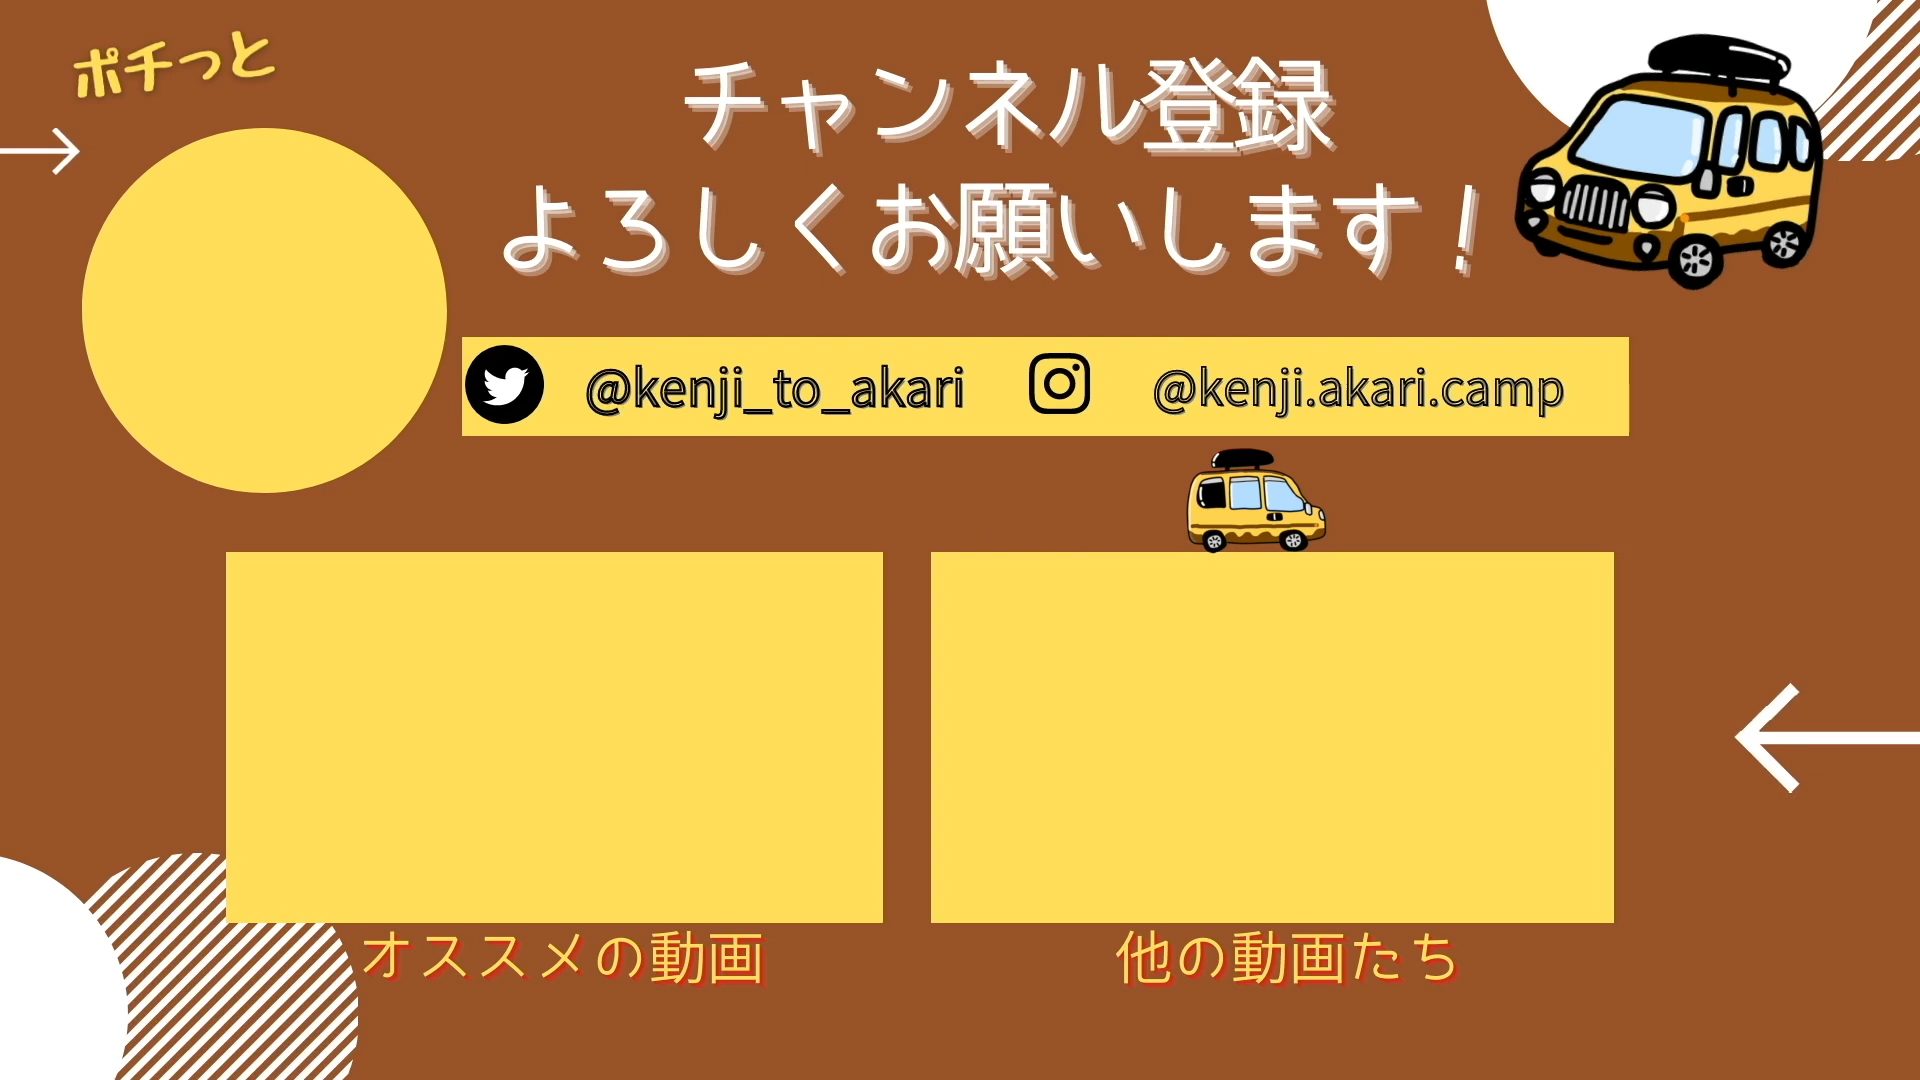 ポチっと
チャンネル登録
よろしくお願いします！
@kenji_to_akari
@kenji.akari.camp
オススメの動画
他の動画たち